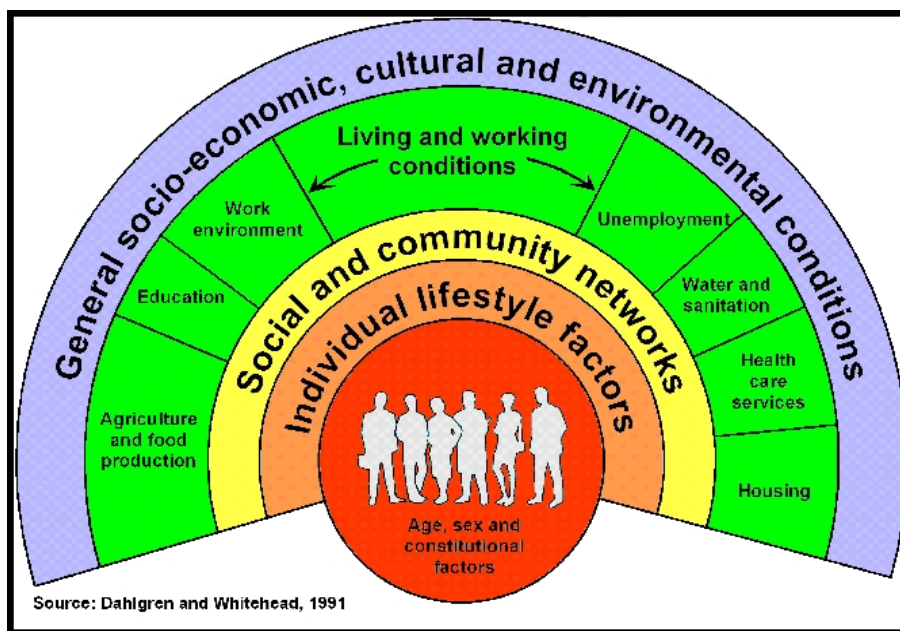 General socio-economic, cultural and environmental conditions
Living and working
conditions
Work
environment
Unemployment
Education
Water and
sanitation
Agriculture
and food
production
Health
care
services
Housing
Social and community networks
Individual lifestyle factors
Age, sex and
constitutional
factors
Source: Dahlgren and Whitehead, 1991